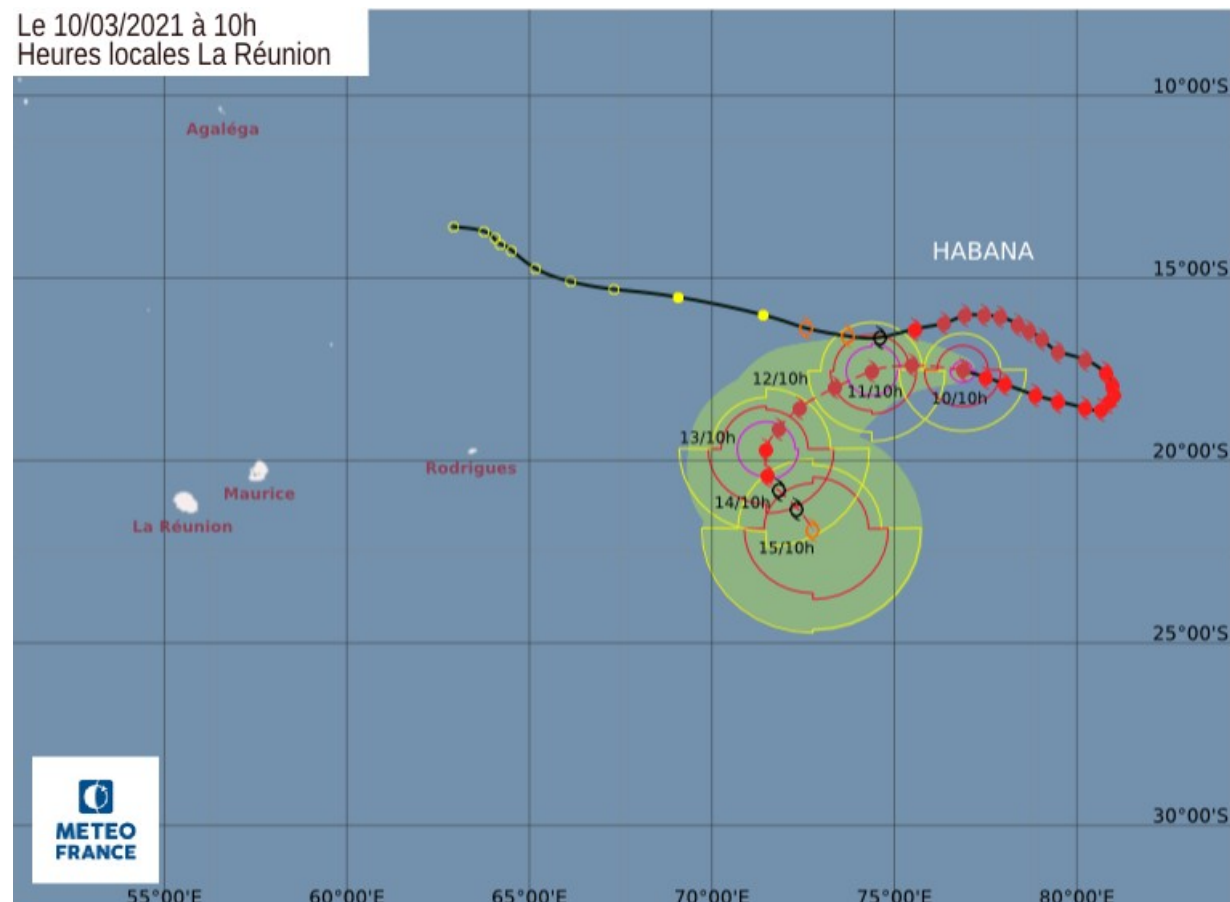 Le 10/03/2021 à 10h
Heures locales La Réunion
10°00'S
Agaléga
HABANA
15°00'S
12/10h
11/10h
10/10h
13/10h
20°00'S
Rodrigues
Maurice
La Réunion
14/10h
15/10h
25°00'S
30°00'S
METEO
FRANCE
55°00'E
60°00'E
65°00'E
70°00'E
75°00'E
80°00'E